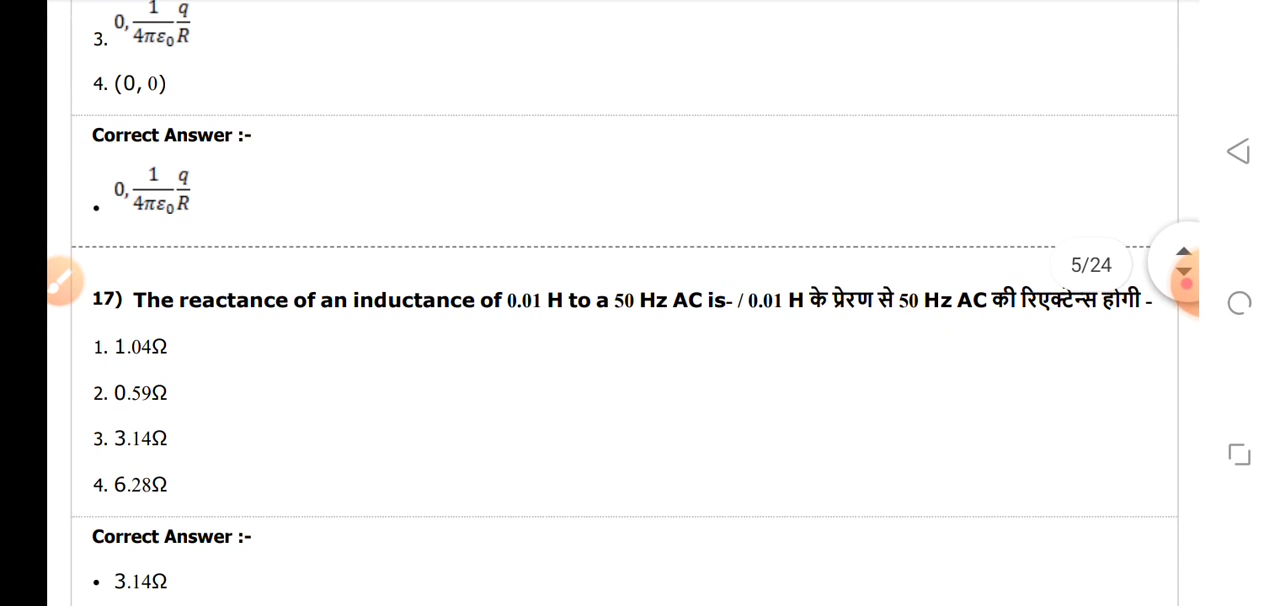 3. 0, 1/4πε₀ q/R
4. (0, 0)
Correct Answer :-
• 0, 1/4πε₀ q/R
5/24
17) The reactance of an inductance of 0.01 H to a 50 Hz AC is- / 0.01 H के प्रेरण से 50 Hz AC की रिएक्टेन्स होगी -
1. 1.04Ω
2. 0.59Ω
3. 3.14Ω
4. 6.28Ω
Correct Answer :-
• 3.14Ω